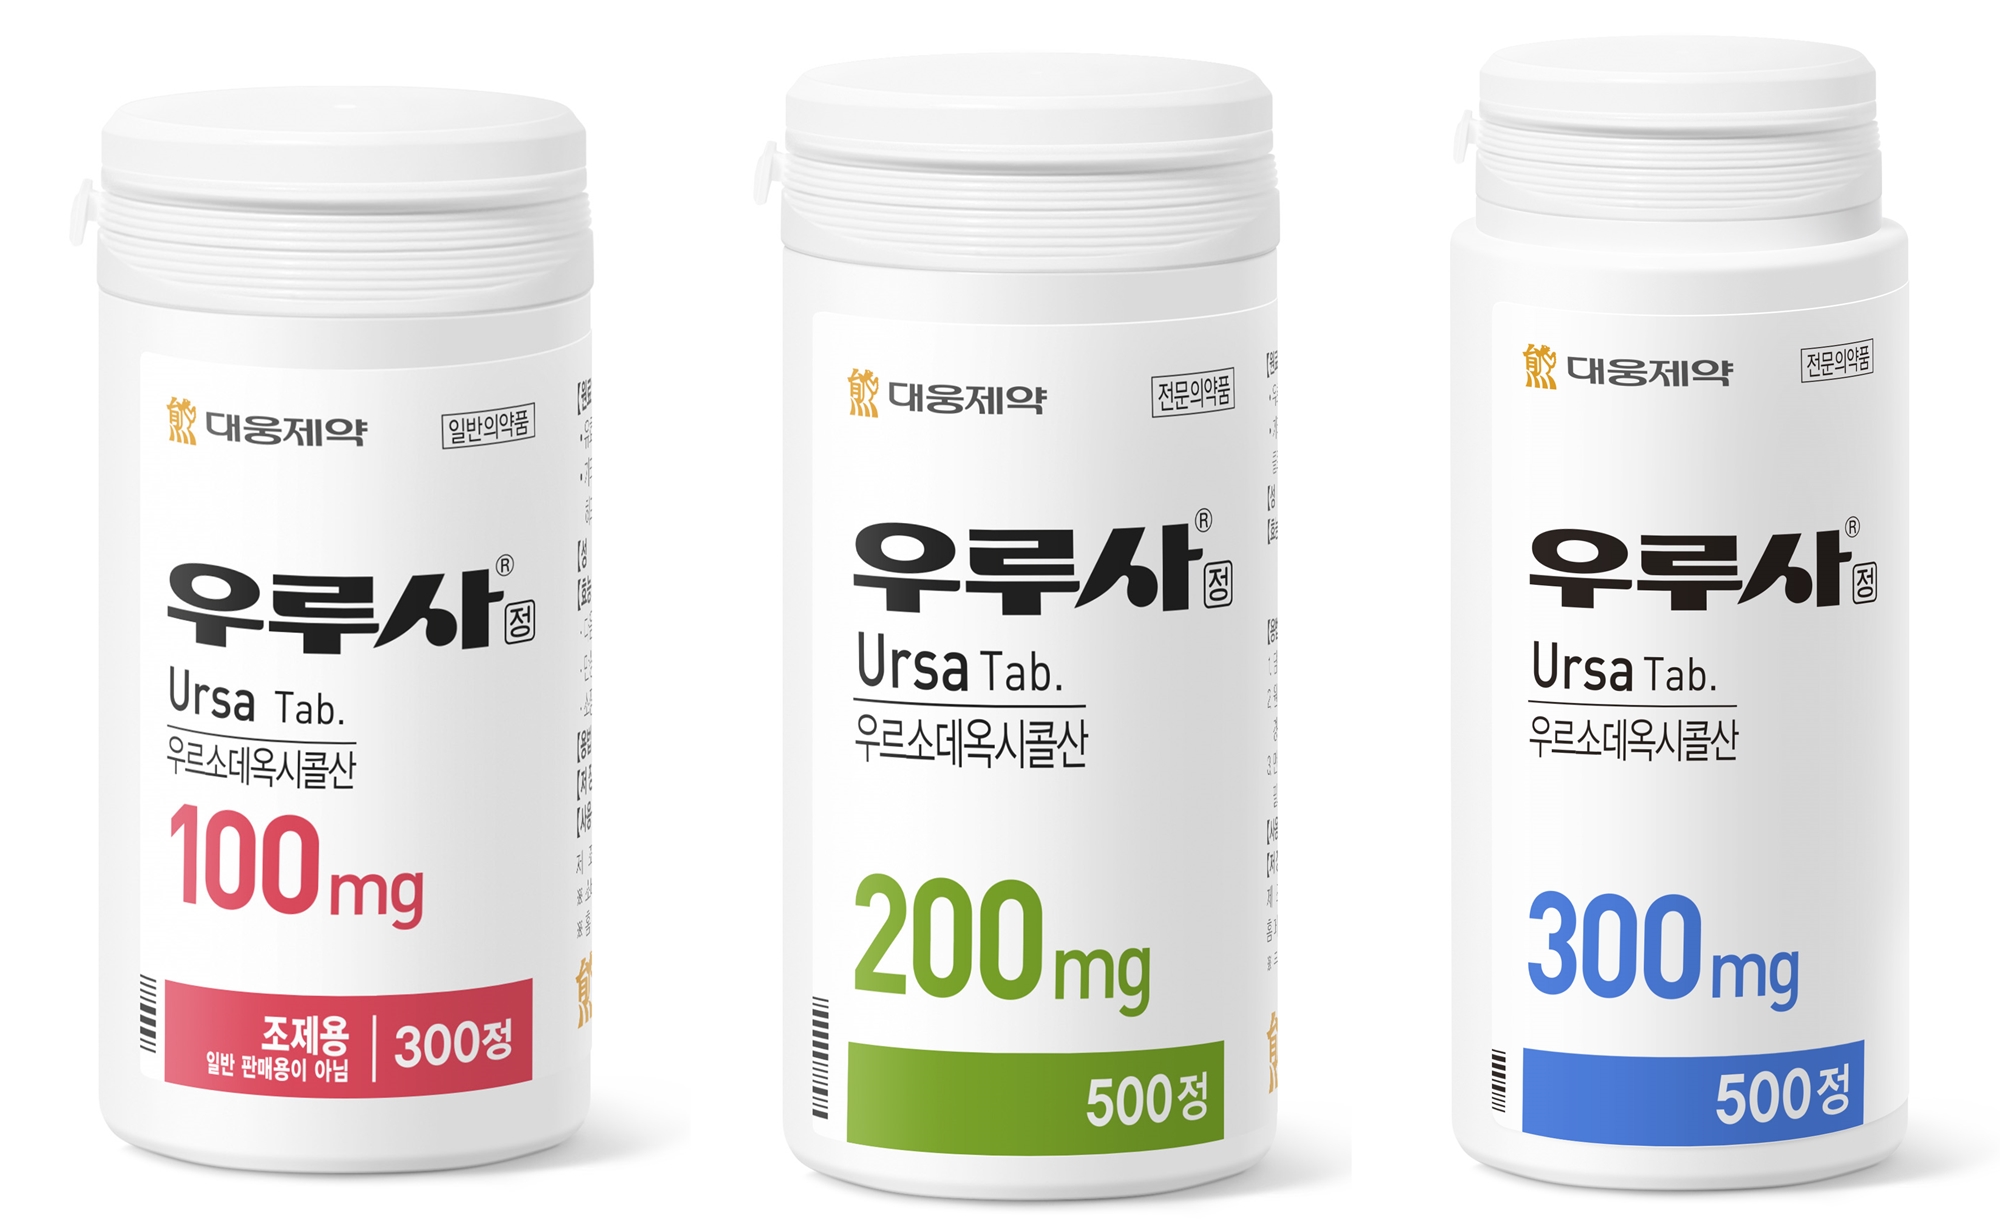 대웅제약
일반의약품
우루사®정
Ursa Tab.
우르소데옥시콜산
100mg
조제용
일반 판매용이 아님
300정
대웅제약
전문의약품
우루사®정
Ursa Tab.
우르소데옥시콜산
200mg
500정
대웅제약
전문의약품
우루사®정
Ursa Tab.
우르소데옥시콜산
300mg
500정